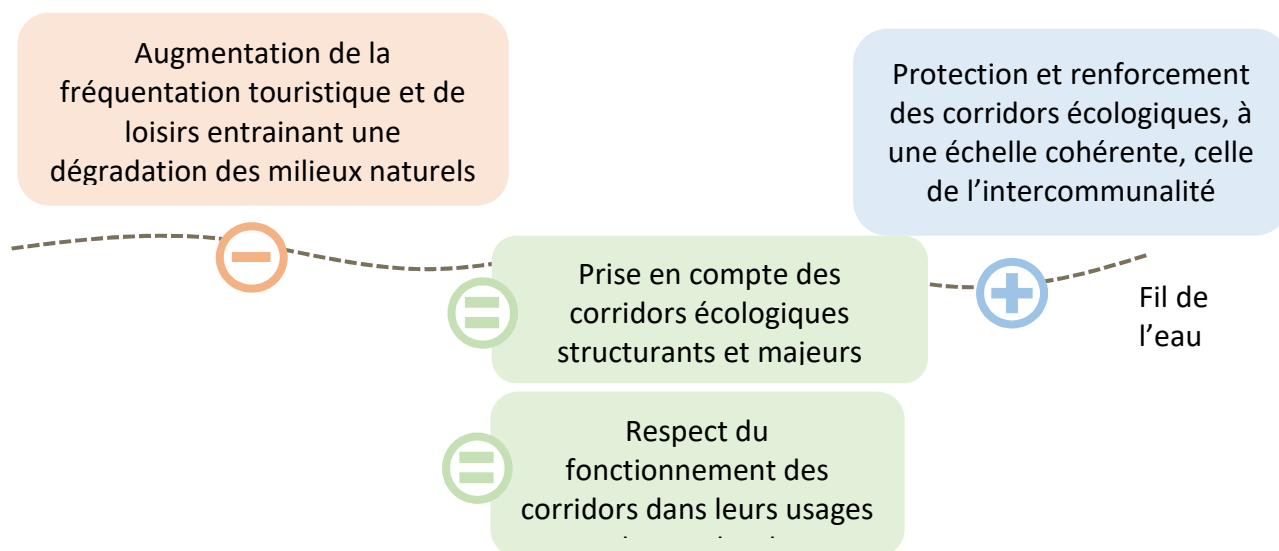 Augmentation de la
fréquentation touristique et de
loisirs entrainant une
dégradation des milieux naturels
Protection et renforcement
des corridors écologiques, à
une échelle cohérente, celle
de l’intercommunalité
Prise en compte des
corridors écologiques
structurants et majeurs
Fil de
l’eau
Respect du
fonctionnement des
corridors dans leurs usages